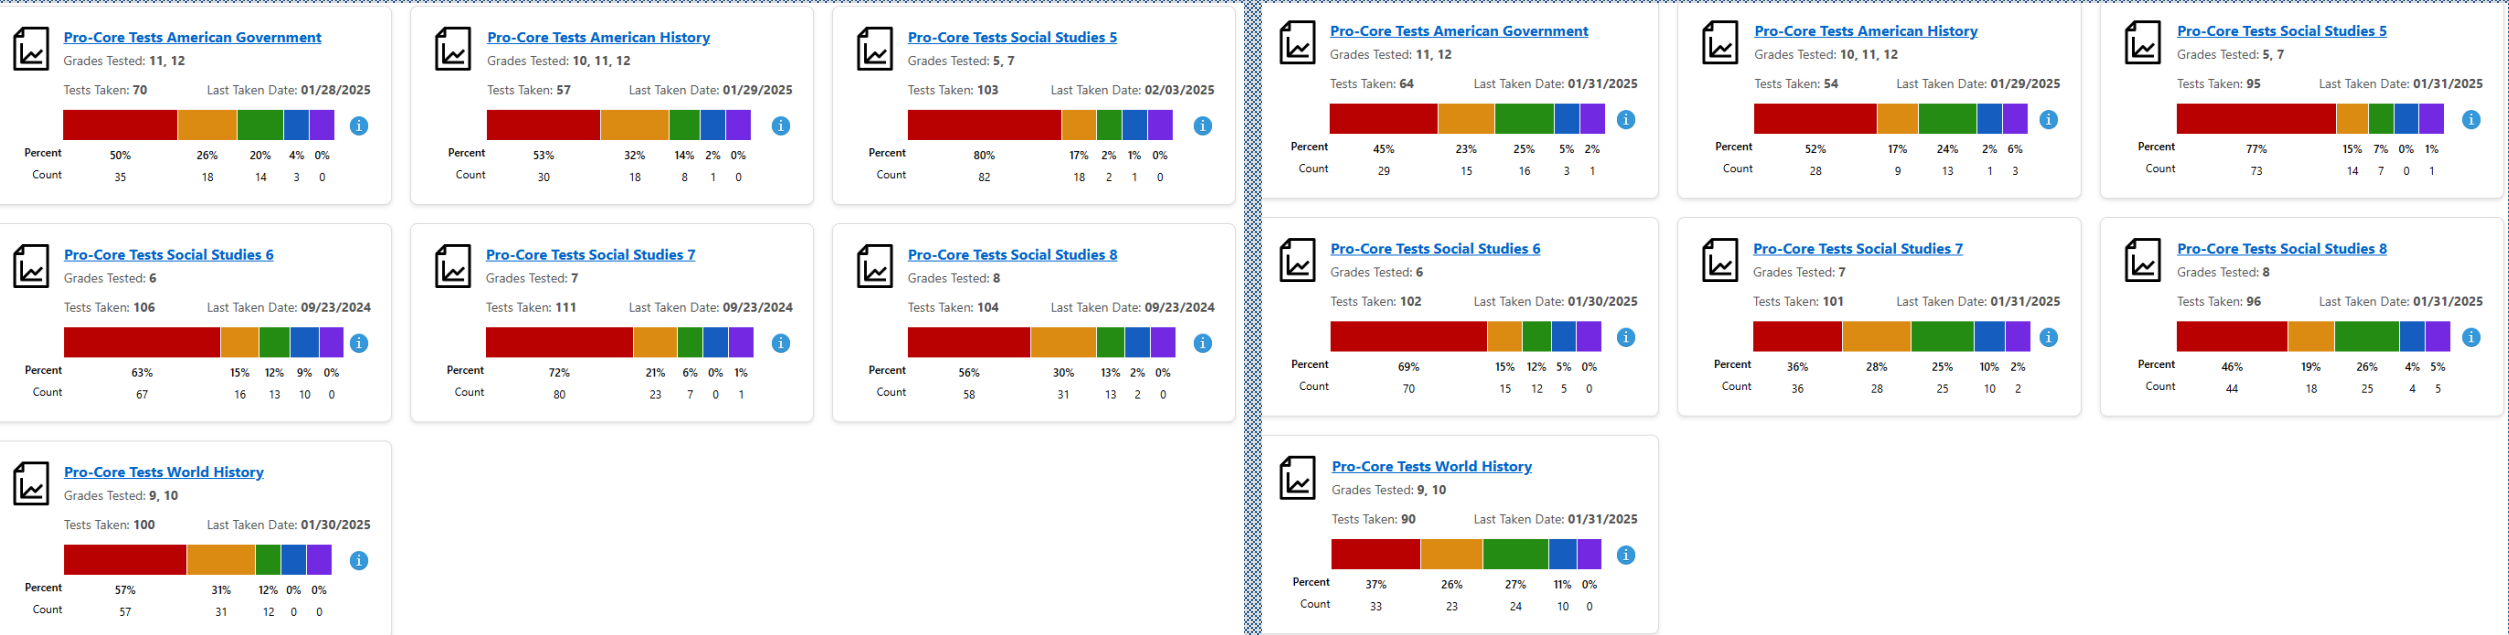 Pro-Core Tests American Government
Grades Tested: 11, 12
Tests Taken: 70 Last Taken Date: 01/28/2025
Percent 50% 26% 20% 4% 0%
Count 35 18 14 3 0
Pro-Core Tests American History
Grades Tested: 10, 11, 12
Tests Taken: 57 Last Taken Date: 01/29/2025
Percent 53% 32% 14% 2% 0%
Count 30 18 8 1 0
Pro-Core Tests Social Studies 5
Grades Tested: 5, 7
Tests Taken: 103 Last Taken Date: 02/03/2025
Percent 80% 17% 2% 1% 0%
Count 82 18 2 1 0
Pro-Core Tests Social Studies 6
Grades Tested: 6
Tests Taken: 106 Last Taken Date: 09/23/2024
Percent 63% 15% 12% 9% 0%
Count 67 16 13 10 0
Pro-Core Tests Social Studies 7
Grades Tested: 7
Tests Taken: 111 Last Taken Date: 09/23/2024
Percent 72% 21% 6% 0% 1%
Count 80 23 7 0 1
Pro-Core Tests Social Studies 8
Grades Tested: 8
Tests Taken: 104 Last Taken Date: 09/23/2024
Percent 56% 30% 13% 2% 0%
Count 58 31 13 2 0
Pro-Core Tests World History
Grades Tested: 9, 10
Tests Taken: 100 Last Taken Date: 01/30/2025
Percent 57% 31% 12% 0% 0%
Count 57 31 12 0 0
Pro-Core Tests American Government
Grades Tested: 11, 12
Tests Taken: 64 Last Taken Date: 01/31/2025
Percent 45% 23% 25% 5% 2%
Count 29 15 16 3 1
Pro-Core Tests American History
Grades Tested: 10, 11, 12
Tests Taken: 54 Last Taken Date: 01/29/2025
Percent 52% 17% 24% 2% 6%
Count 28 9 13 1 3
Pro-Core Tests Social Studies 5
Grades Tested: 5, 7
Tests Taken: 95 Last Taken Date: 01/31/2025
Percent 77% 15% 7% 0% 1%
Count 73 14 7 0 1
Pro-Core Tests Social Studies 6
Grades Tested: 6
Tests Taken: 102 Last Taken Date: 01/30/2025
Percent 69% 15% 12% 5% 0%
Count 70 15 12 5 0
Pro-Core Tests Social Studies 7
Grades Tested: 7
Tests Taken: 101 Last Taken Date: 01/31/2025
Percent 36% 28% 25% 10% 2%
Count 36 28 25 10 2
Pro-Core Tests Social Studies 8
Grades Tested: 8
Tests Taken: 96 Last Taken Date: 01/31/2025
Percent 46% 19% 26% 4% 5%
Count 44 18 25 4 5
Pro-Core Tests World History
Grades Tested: 9, 10
Tests Taken: 90 Last Taken Date: 01/31/2025
Percent 37% 26% 27% 11% 0%
Count 33 23 24 10 0